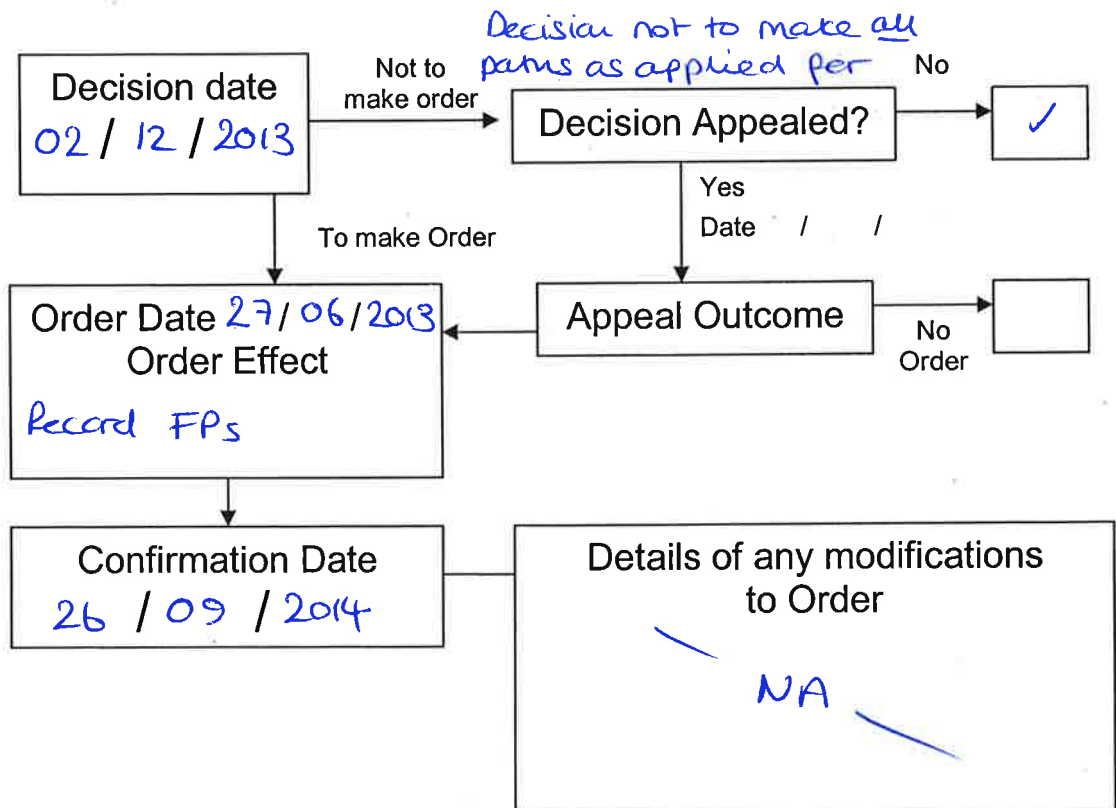 Decision not to make all
paths as applied for
Decision date
02 / 12 / 2013
Not to
make order
Decision Appealed?
No
✓
Yes
Date / /
To make Order
Order Date 27/06/2013
Order Effect
Record FPs
Appeal Outcome
No
Order
Confirmation Date
26 / 09 / 2014
Details of any modifications
to Order
NA